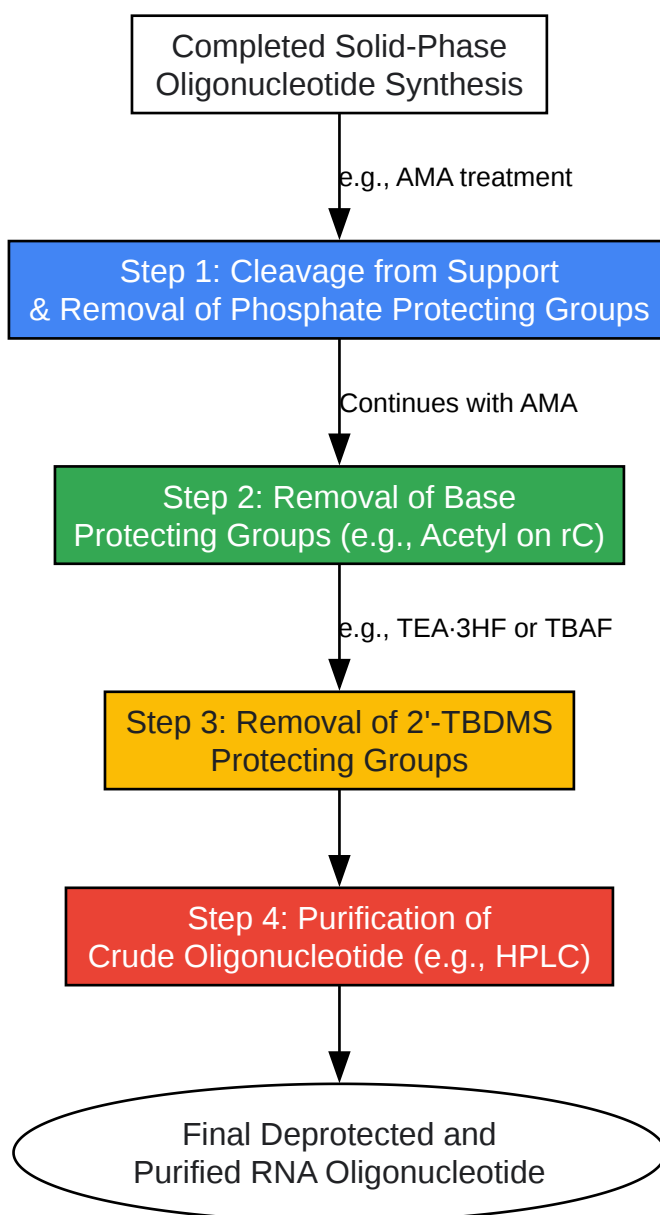 Completed Solid-Phase
Oligonucleotide Synthesis
e.g., AMA treatment
Step 1: Cleavage from Support
& Removal of Phosphate Protecting Groups
Continues with AMA
Step 2: Removal of Base
Protecting Groups (e.g., Acetyl on rC)
e.g., TEA·3HF or TBAF
Step 3: Removal of 2'-TBDMS
Protecting Groups
Step 4: Purification of
Crude Oligonucleotide (e.g., HPLC)
Final Deprotected and
Purified RNA Oligonucleotide